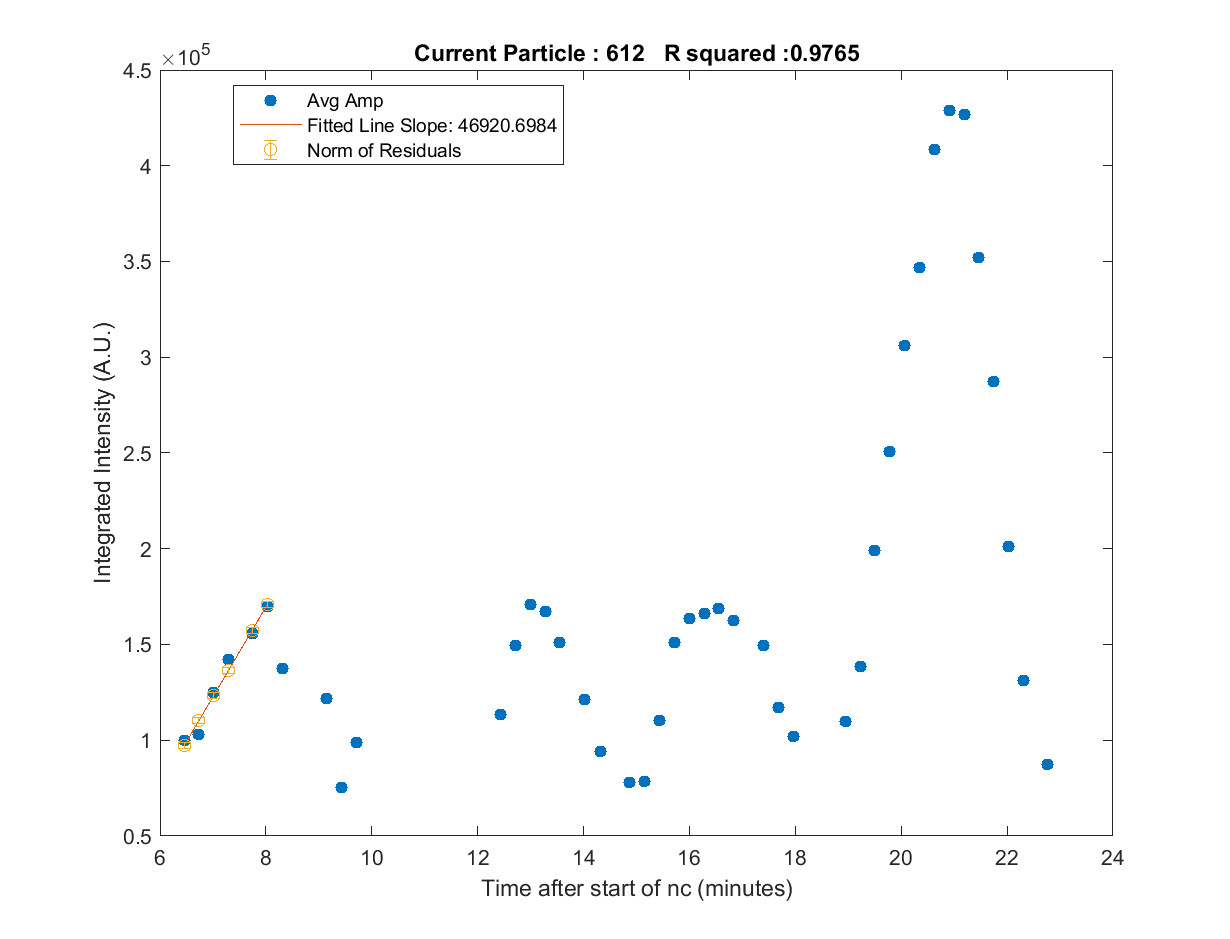 Current Particle : 612   R squared :0.9765
×10⁵
4.5
4
3.5
3
2.5
2
1.5
1
0.5
Avg Amp
Fitted Line Slope: 46920.6984
Norm of Residuals
Integrated Intensity (A.U.)
6 8 10 12 14 16 18 20 22 24
Time after start of nc (minutes)